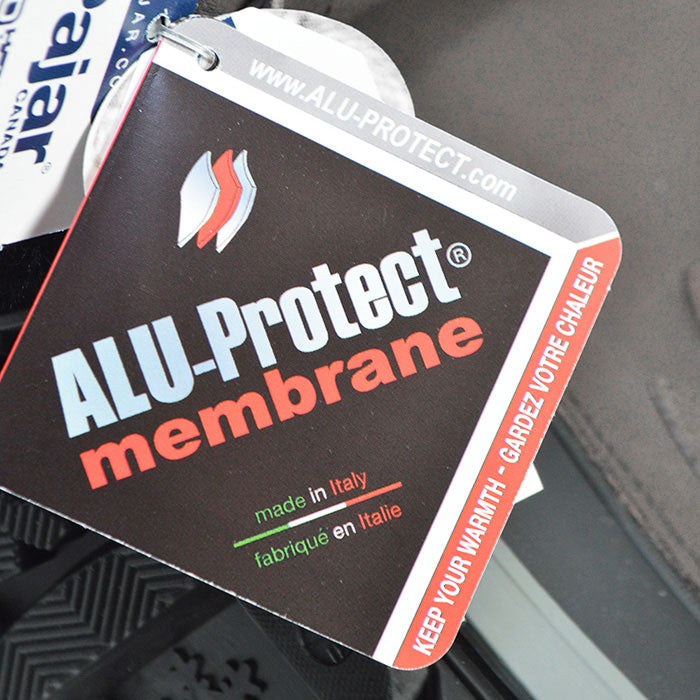 pajar®
CANADA
www.ALU-PROTECT.com
ALU-Protect®
membrane
made in Italy
fabriqué en Italie
KEEP YOUR WARMTH - GARDEZ VOTRE CHALEUR